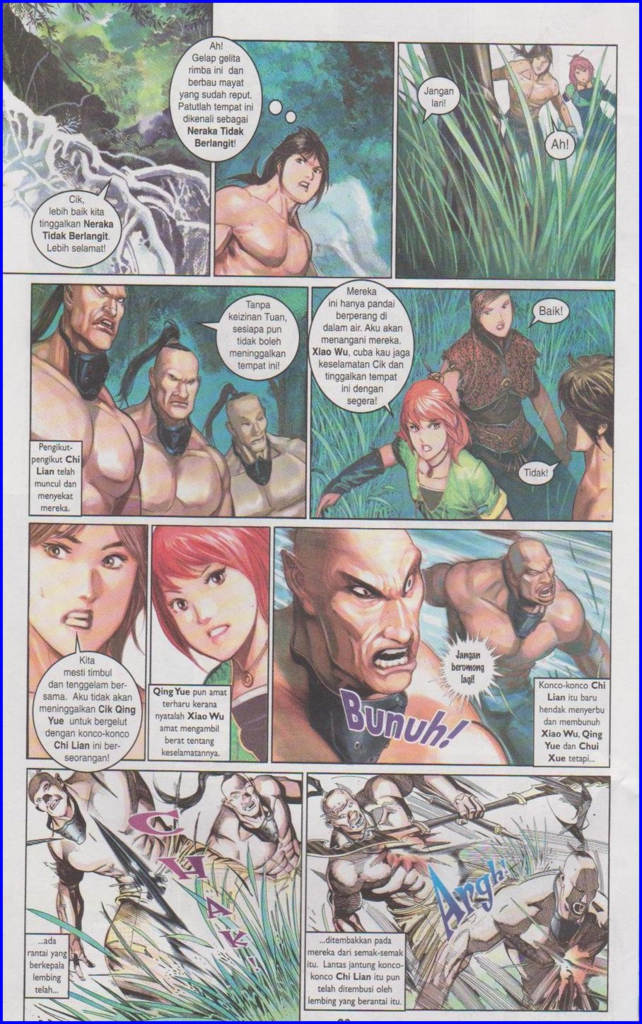 Cik,
lebih baik kita
tinggalkan Neraka
Tidak Berlangit.
Lebih selamat!
Ah!
Gelap gelita
rimba ini dan
berbau mayat
yang sudah reput.
Patutlah tempat ini
dikenali sebagai
Neraka Tidak
Berlangit!
Jangan
lari!
Ah!
Tanpa
keizinan Tuan,
sesiapa pun
tidak boleh
meninggalkan
tempat ini!
Pengikut-
pengikut Chi
Lian telah
muncul dan
menyekat
mereka.
Mereka
ini hanya pandai
berperang di
dalam air. Aku akan
menangani mereka.
Xiao Wu, cuba kau jaga
keselamatan Cik dan
tinggalkan tempat
ini dengan
segera!
Baik!
Tidak!
Kita
mesti timbul
dan tenggelam ber-
sama. Aku tidak akan
meninggalkan Cik Qing
Yue untuk bergelut
dengan konco-konco
Chi Lian ini ber-
seorangan!
Qing Yue pun amat
terharu kerana
nyatalah Xiao Wu
amat mengambil
berat tentang
keselamatannya.
Bunuh!
Jangan
beromong
lagi!
Konco-konco Chi
Lian itu baru
hendak menyerbu
dan membunuh
Xiao Wu, Qing
Yue dan Chui
Xue tetapi...
CHAK!
...ada
rantai yang
berkepala
lembing
telah...
Argh!
...ditembakkan pada
mereka dari semak-semak
itu. Lantas jantung konco-
konco Chi Lian itu pun
telah ditembusi oleh
lembing yang berantai itu.